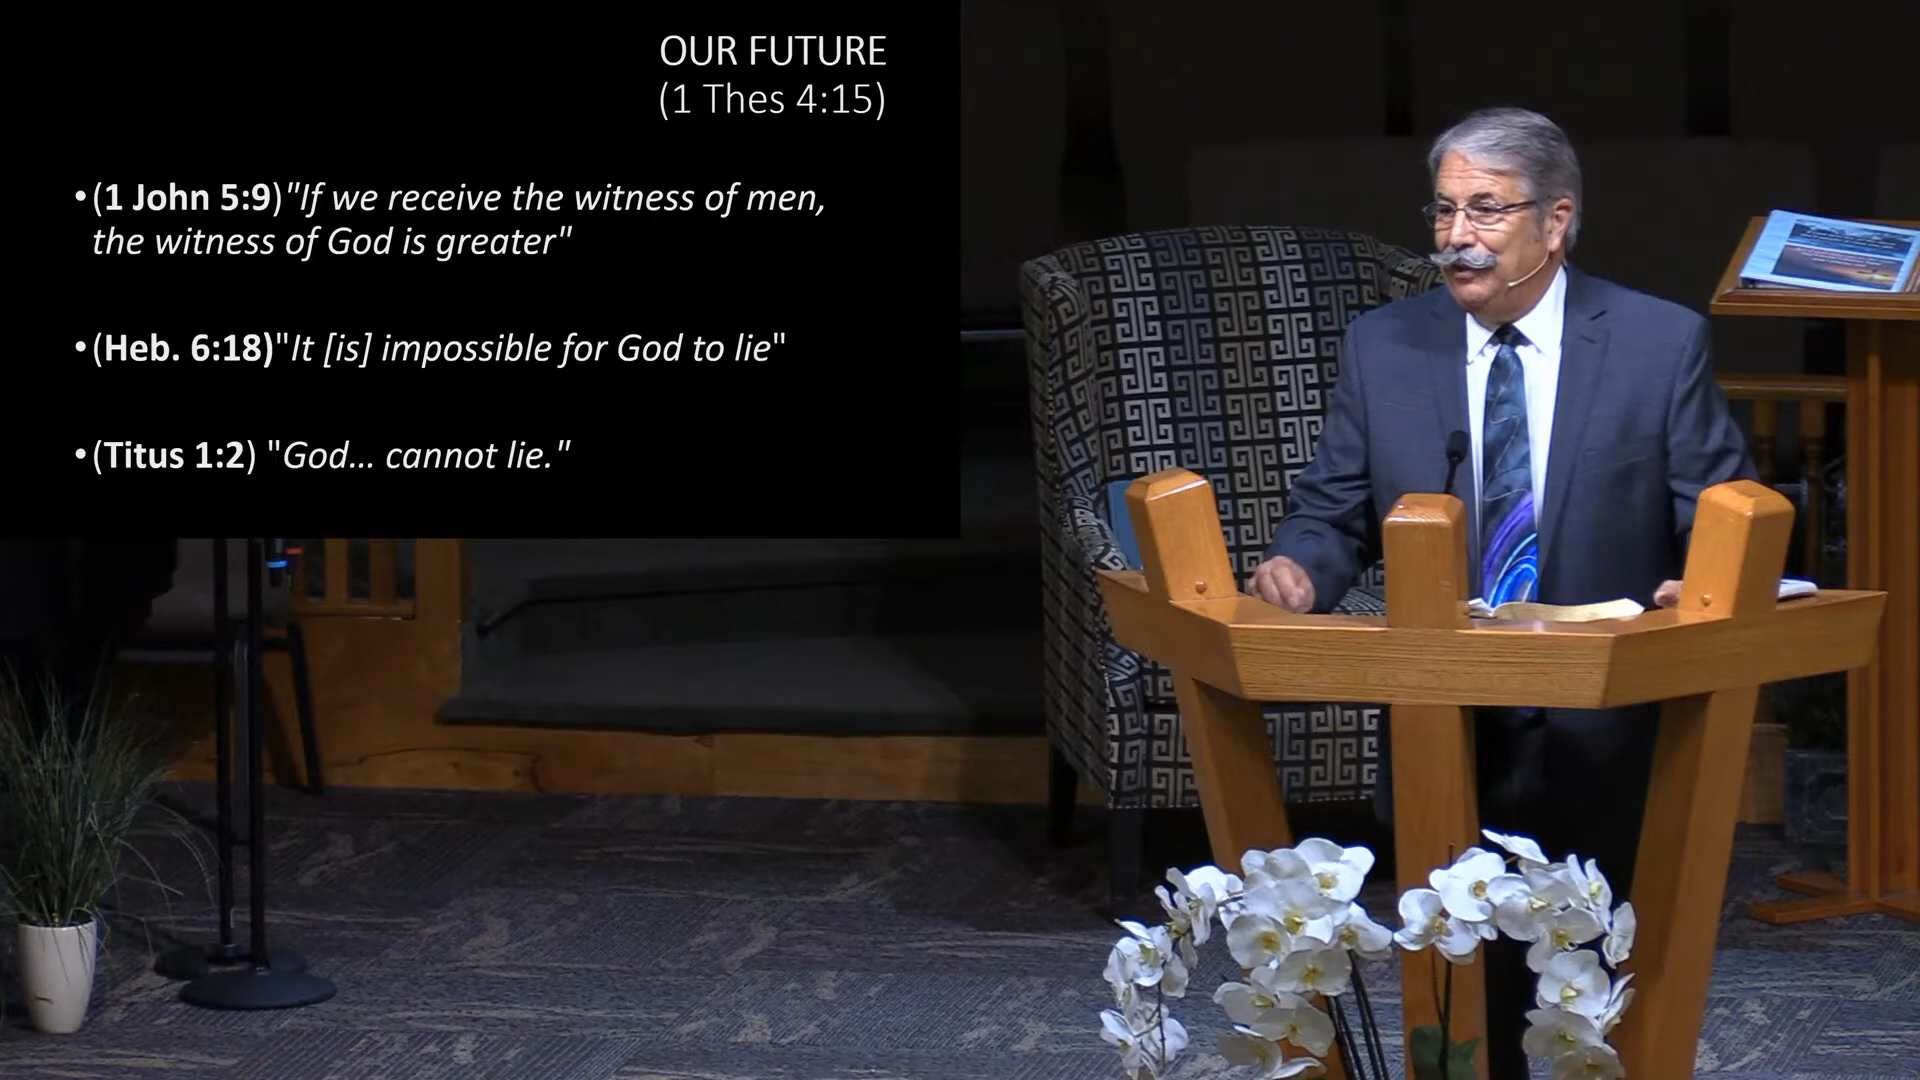 OUR FUTURE
(1 Thes 4:15)
•(1 John 5:9)"If we receive the witness of men,
the witness of God is greater"
•(Heb. 6:18)"It [is] impossible for God to lie"
•(Titus 1:2) "God... cannot lie."